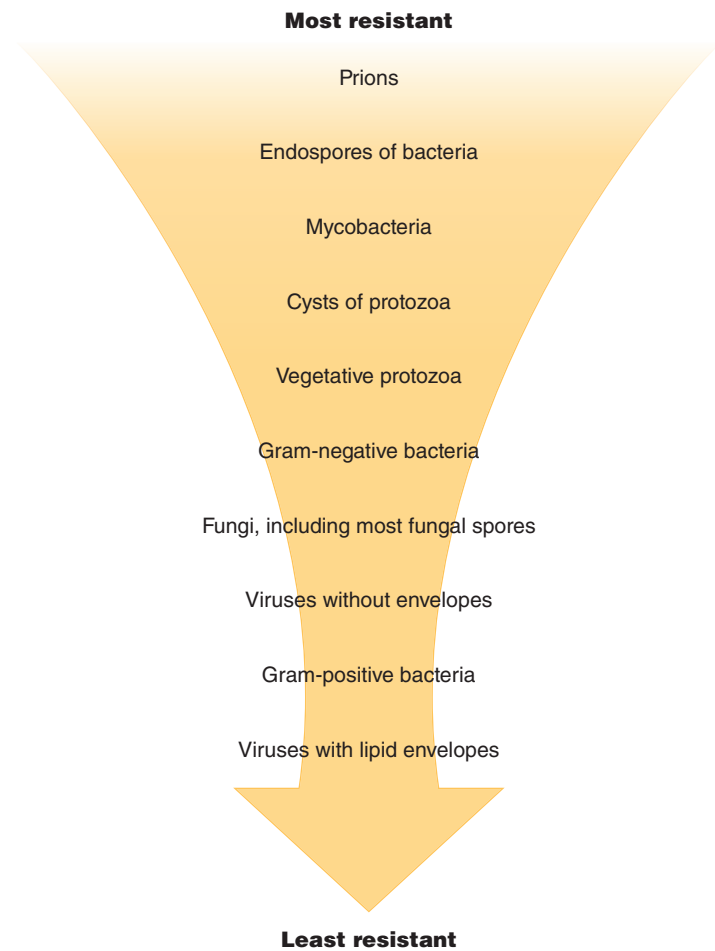 Most resistant
Prions
Endospores of bacteria
Mycobacteria
Cysts of protozoa
Vegetative protozoa
Gram-negative bacteria
Fungi, including most fungal spores
Viruses without envelopes
Gram-positive bacteria
Viruses with lipid envelopes
Least resistant